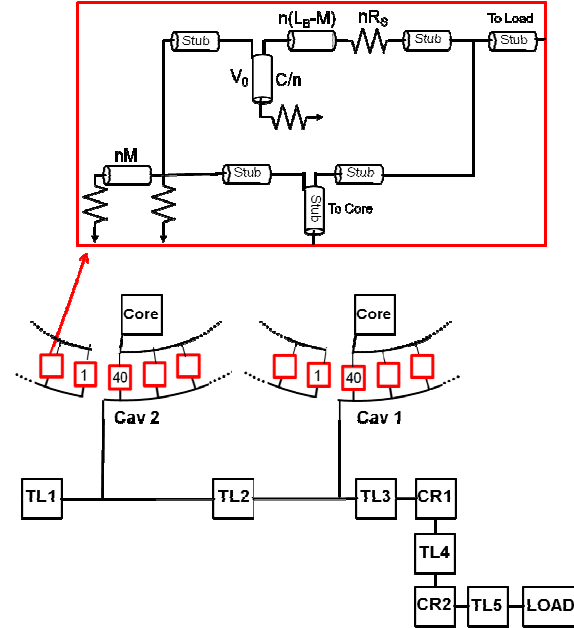 n(L_B-M) nR_S To Load
Stub Stub Stub
V_0 C/n
nM
Stub Stub
Stub To Core
Core Core
1 40 1 40
Cav 2 Cav 1
TL1 TL2 TL3 CR1
TL4
CR2 TL5 LOAD